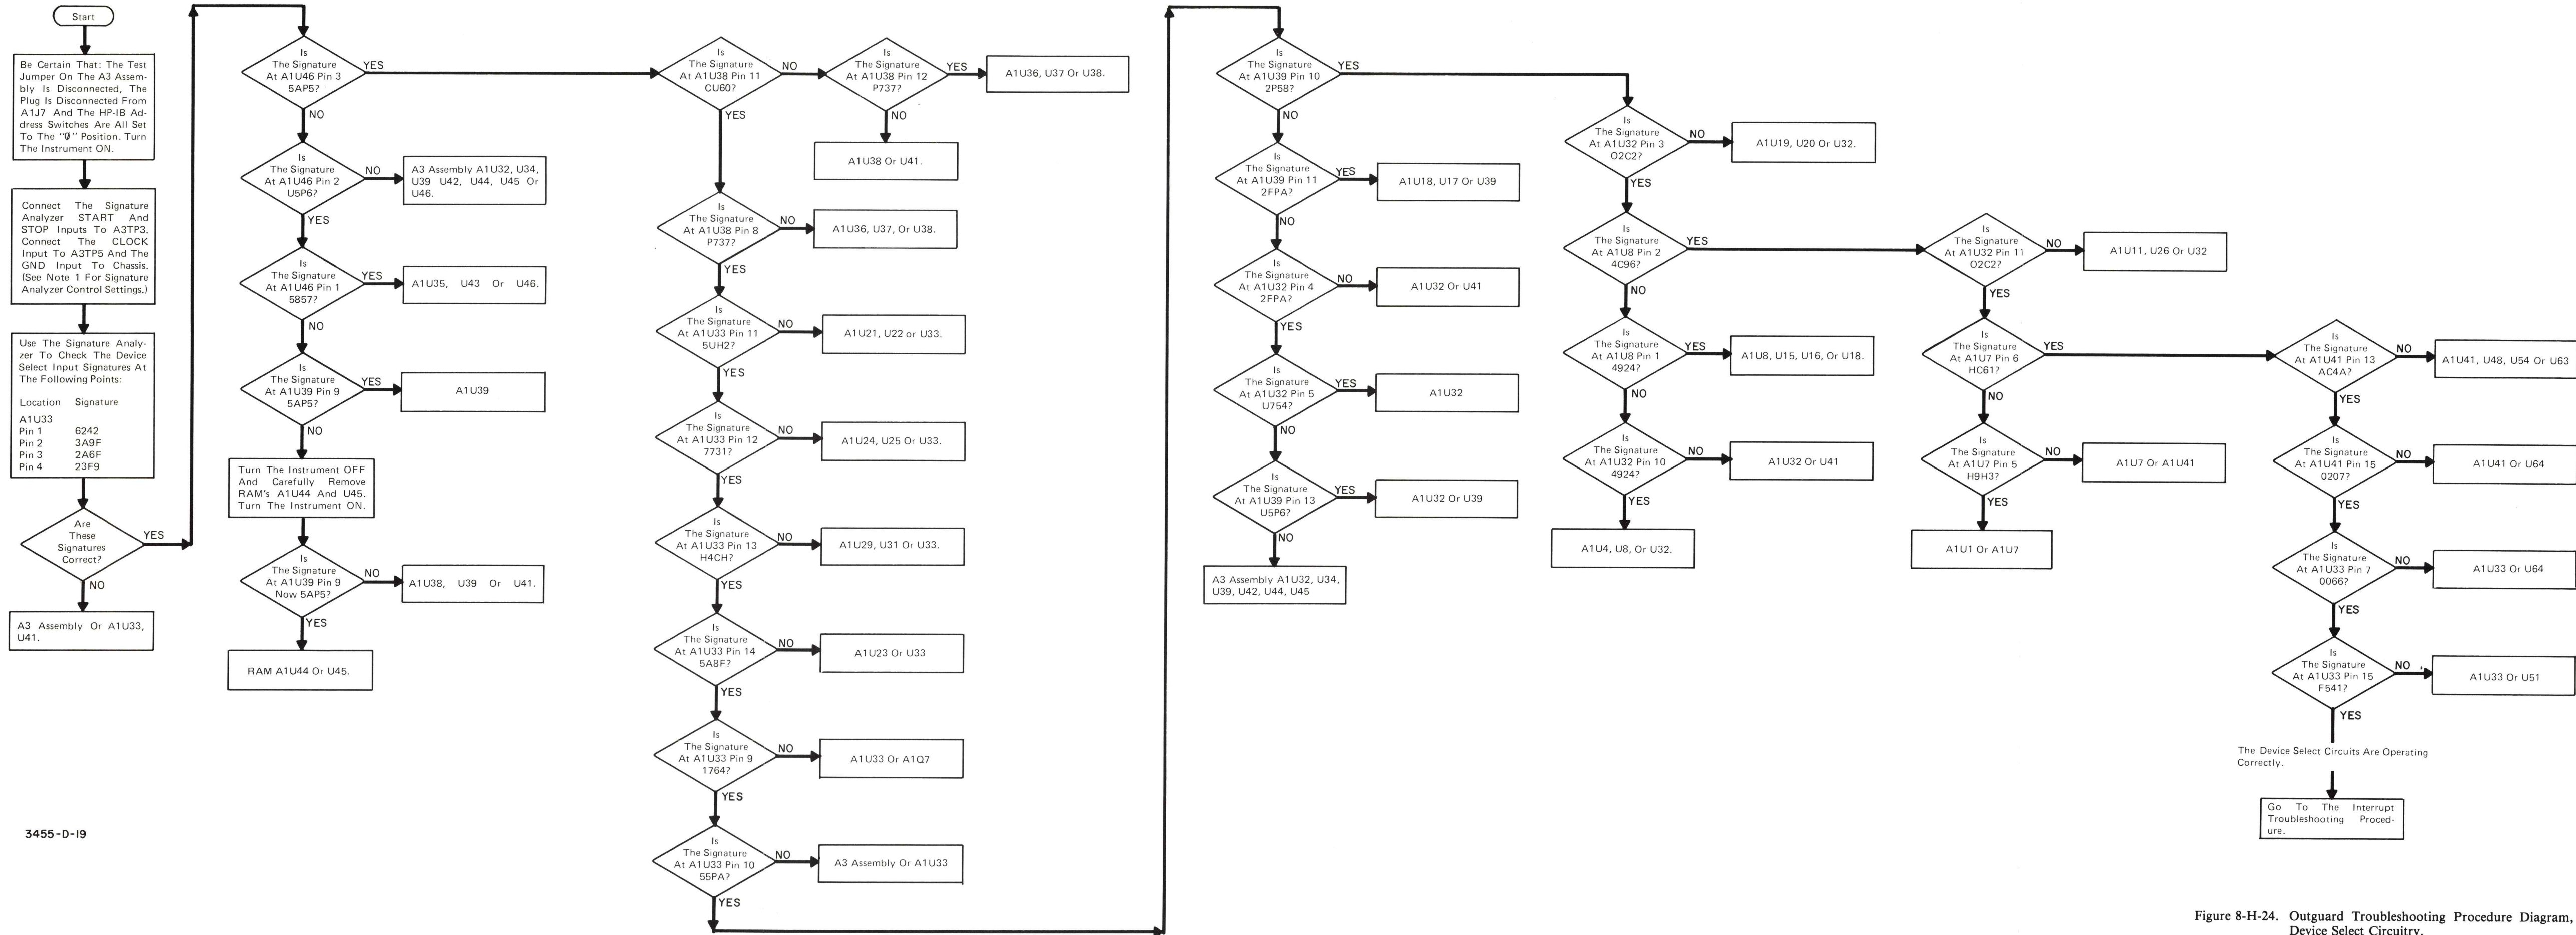 Start
Be Certain That: The Test
Jumper On The A3 Assem-
bly Is Disconnected, The
Plug Is Disconnected From
A1J7 And The HP-IB Ad-
dress Switches Are All Set
To The "0" Position. Turn
The Instrument ON.
Connect The Signature
Analyzer START And
STOP Inputs To A3TP3.
Connect The CLOCK
Input To A3TP5 And The
GND Input To Chassis.
(See Note 1 For Signature
Analyzer Control Settings.)
Use The Signature Analy-
zer To Check The Device
Select Input Signatures At
The Following Points:
Location Signature
A1U33
Pin 1 6242
Pin 2 3A9F
Pin 3 2A6F
Pin 4 23F9
Are
These
Signatures
Correct?
YES
NO
A3 Assembly Or A1U33,
U41.
Is
The Signature
At A1U46 Pin 3
5AP5?
YES
NO
Is
The Signature
At A1U46 Pin 2
U5P6?
NO
A3 Assembly A1U32, U34,
U39 U42, U44, U45 Or
U46.
YES
Is
The Signature
At A1U46 Pin 1
5857?
YES
A1U35, U43 Or U46.
NO
Is
The Signature
At A1U39 Pin 9
5AP5?
YES
A1U39
NO
Turn The Instrument OFF
And Carefully Remove
RAM's A1U44 And U45.
Turn The Instrument ON.
Is
The Signature
At A1U39 Pin 9
Now 5AP5?
NO
A1U38, U39 Or U41.
YES
RAM A1U44 Or U45.
Is
The Signature
At A1U38 Pin 11
CU60?
NO
YES
Is
The Signature
At A1U38 Pin 12
P737?
YES
A1U36, U37 Or U38.
NO
A1U38 Or U41.
Is
The Signature
At A1U38 Pin 8
P737?
NO
A1U36, U37, Or U38.
YES
Is
The Signature
At A1U33 Pin 11
5UH2?
NO
A1U21, U22 or U33.
YES
Is
The Signature
At A1U33 Pin 12
7731?
NO
A1U24, U25 Or U33.
YES
Is
The Signature
At A1U33 Pin 13
H4CH?
NO
A1U29, U31 Or U33.
YES
Is
The Signature
At A1U33 Pin 14
5A8F?
NO
A1U23 Or U33
YES
Is
The Signature
At A1U33 Pin 9
1764?
NO
A1U33 Or A1Q7
YES
Is
The Signature
At A1U33 Pin 10
55PA?
NO
A3 Assembly Or A1U33
YES
Is
The Signature
At A1U39 Pin 10
2P58?
YES
NO
Is
The Signature
At A1U39 Pin 11
2FPA?
YES
A1U18, U17 Or U39
NO
Is
The Signature
At A1U32 Pin 4
2FPA?
NO
A1U32 Or U41
YES
Is
The Signature
At A1U32 Pin 5
U754?
YES
A1U32
NO
Is
The Signature
At A1U39 Pin 13
U5P6?
YES
A1U32 Or U39
NO
A3 Assembly A1U32, U34,
U39, U42, U44, U45
Is
The Signature
At A1U32 Pin 3
O2C2?
NO
A1U19, U20 Or U32.
YES
Is
The Signature
At A1U8 Pin 2
4C96?
YES
NO
Is
The Signature
At A1U8 Pin 1
4924?
YES
A1U8, U15, U16, Or U18.
NO
Is
The Signature
At A1U32 Pin 10
4924?
NO
A1U32 Or U41
YES
A1U4, U8, Or U32.
Is
The Signature
At A1U32 Pin 11
O2C2?
NO
A1U11, U26 Or U32
YES
Is
The Signature
At A1U7 Pin 6
HC61?
YES
NO
Is
The Signature
At A1U7 Pin 5
H9H3?
NO
A1U7 Or A1U41
YES
A1U1 Or A1U7
Is
The Signature
At A1U41 Pin 13
AC4A?
NO
A1U41, U48, U54 Or U63
YES
Is
The Signature
At A1U41 Pin 15
0207?
NO
A1U41 Or U64
YES
Is
The Signature
At A1U33 Pin 7
0066?
NO
A1U33 Or U64
YES
Is
The Signature
At A1U33 Pin 15
F541?
NO
A1U33 Or U51
YES
The Device Select Circuits Are Operating
Correctly.
Go To The Interrupt
Troubleshooting Proced-
ure.
3455-D-19
Figure 8-H-24. Outguard Troubleshooting Procedure Diagram,
Device Select Circuitry.